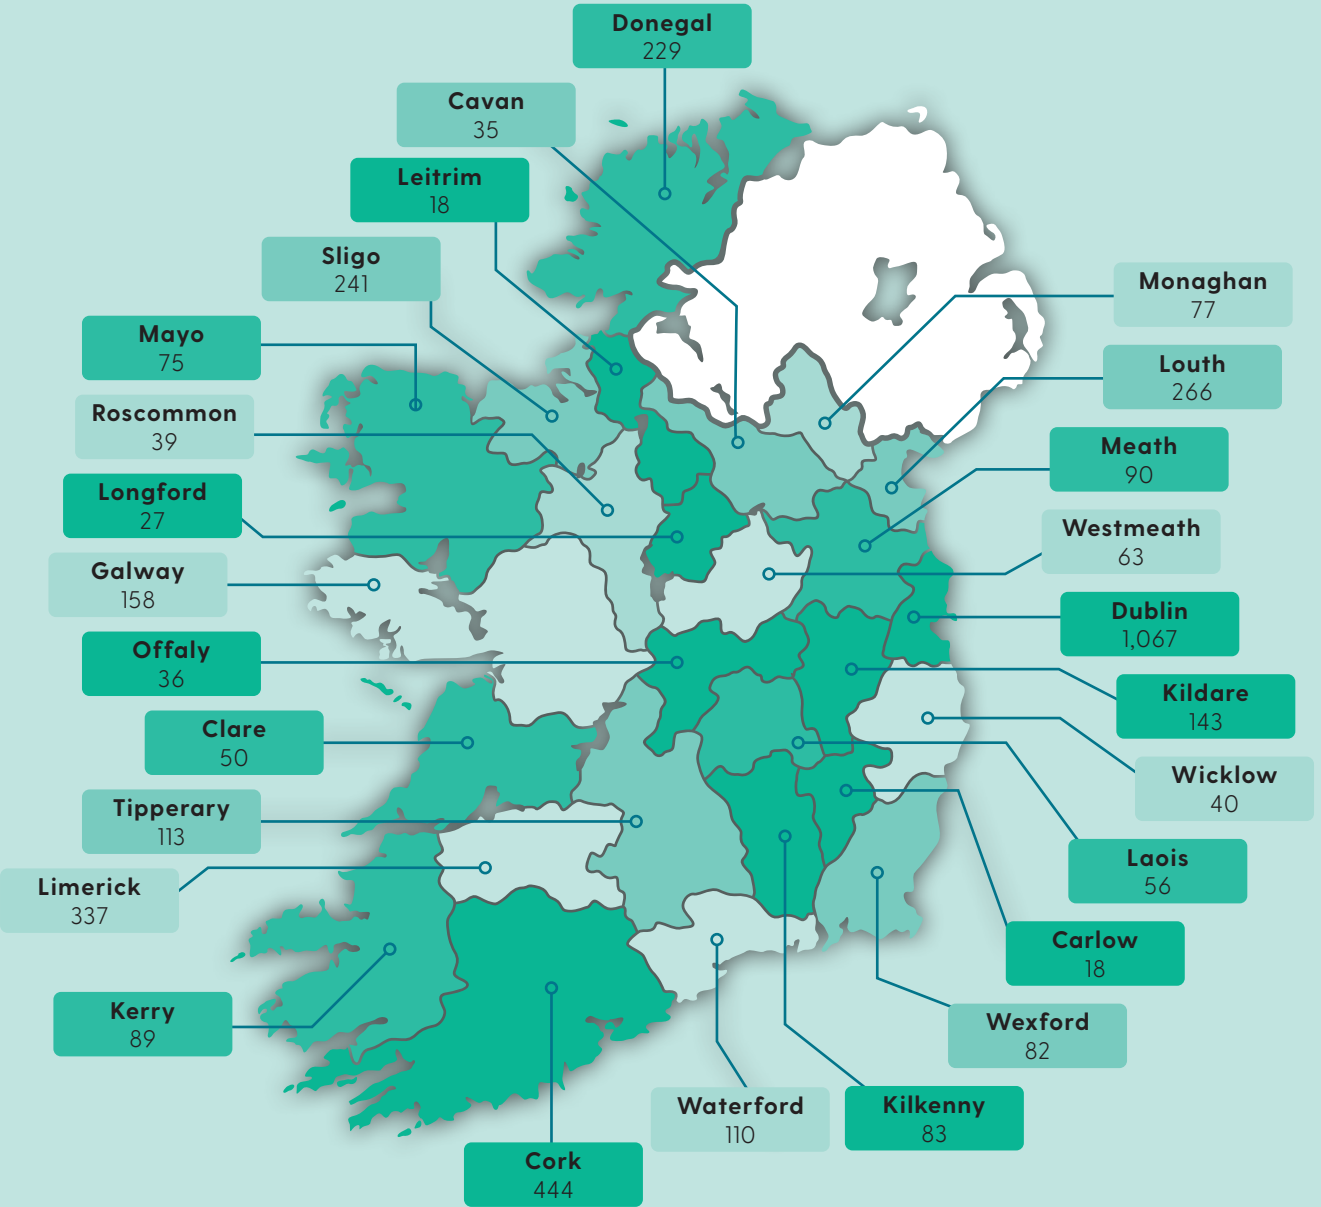 Donegal
229
Cavan
35
Leitrim
18
Sligo
241
Mayo
75
Roscommon
39
Longford
27
Galway
158
Offaly
36
Clare
50
Tipperary
113
Limerick
337
Kerry
89
Cork
444
Monaghan
77
Louth
266
Meath
90
Westmeath
63
Dublin
1,067
Kildare
143
Wicklow
40
Laois
56
Carlow
18
Wexford
82
Waterford
110
Kilkenny
83